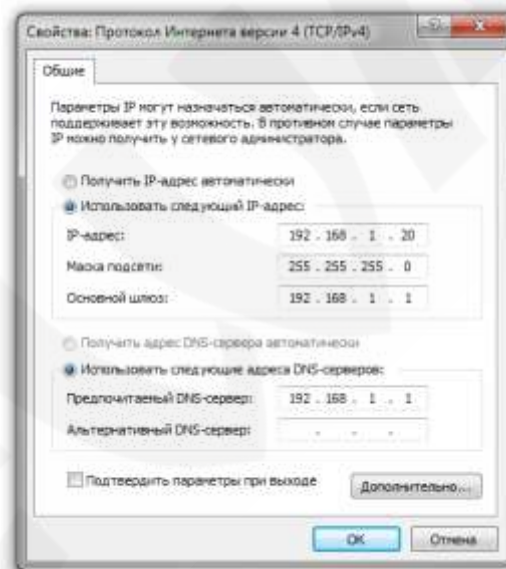 Свойства: Протокол Интернета версии 4 (TCP/IPv4)
Общие
Параметры IP могут назначаться автоматически, если сеть
поддерживает эту возможность. В противном случае параметры
IP можно получить у сетевого администратора.
Получить IP-адрес автоматически
Использовать следующий IP-адрес:
IP-адрес: 192 . 168 . 1 . 20
Маска подсети: 255 . 255 . 255 . 0
Основной шлюз: 192 . 168 . 1 . 1
Получить адрес DNS-сервера автоматически
Использовать следующие адреса DNS-серверов:
Предпочитаемый DNS-сервер: 192 . 168 . 1 . 1
Альтернативный DNS-сервер: . . .
Подтвердить параметры при выходе
Дополнительно...
OK Отмена